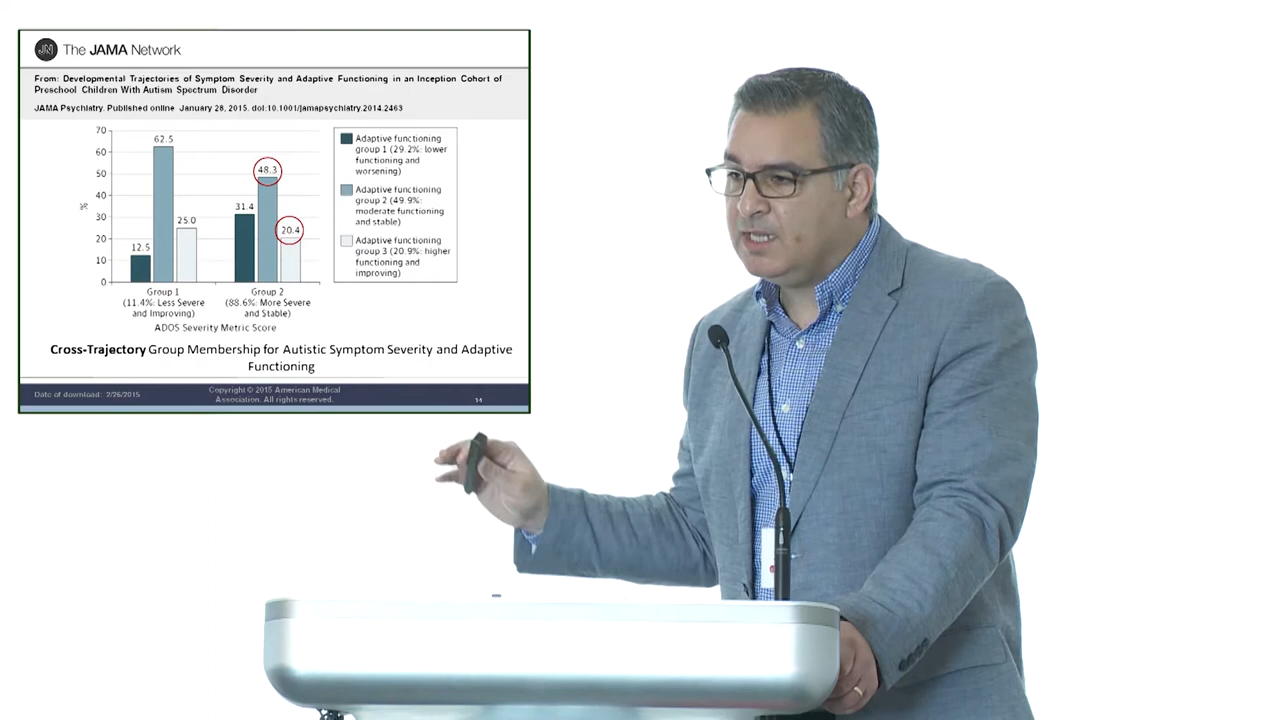 JN The JAMA Network
From: Developmental Trajectories of Symptom Severity and Adaptive Functioning in an Inception Cohort of
Preschool Children With Autism Spectrum Disorder
JAMA Psychiatry. Published online January 28, 2015. doi:10.1001/jamapsychiatry.2014.2463
70
60
50
40
30
20
10
0
%
12.5
62.5
25.0
31.4
48.3
20.4
Group 1
(11.4%: Less Severe
and Improving)
Group 2
(88.6%: More Severe
and Stable)
ADOS Severity Metric Score
Adaptive functioning
group 1 (29.2%: lower
functioning and
worsening)
Adaptive functioning
group 2 (49.9%:
moderate functioning
and stable)
Adaptive functioning
group 3 (20.9%: higher
functioning and
improving)
Cross-Trajectory Group Membership for Autistic Symptom Severity and Adaptive
Functioning
Date of download: 2/26/2015
Copyright © 2015 American Medical
Association. All rights reserved.
14